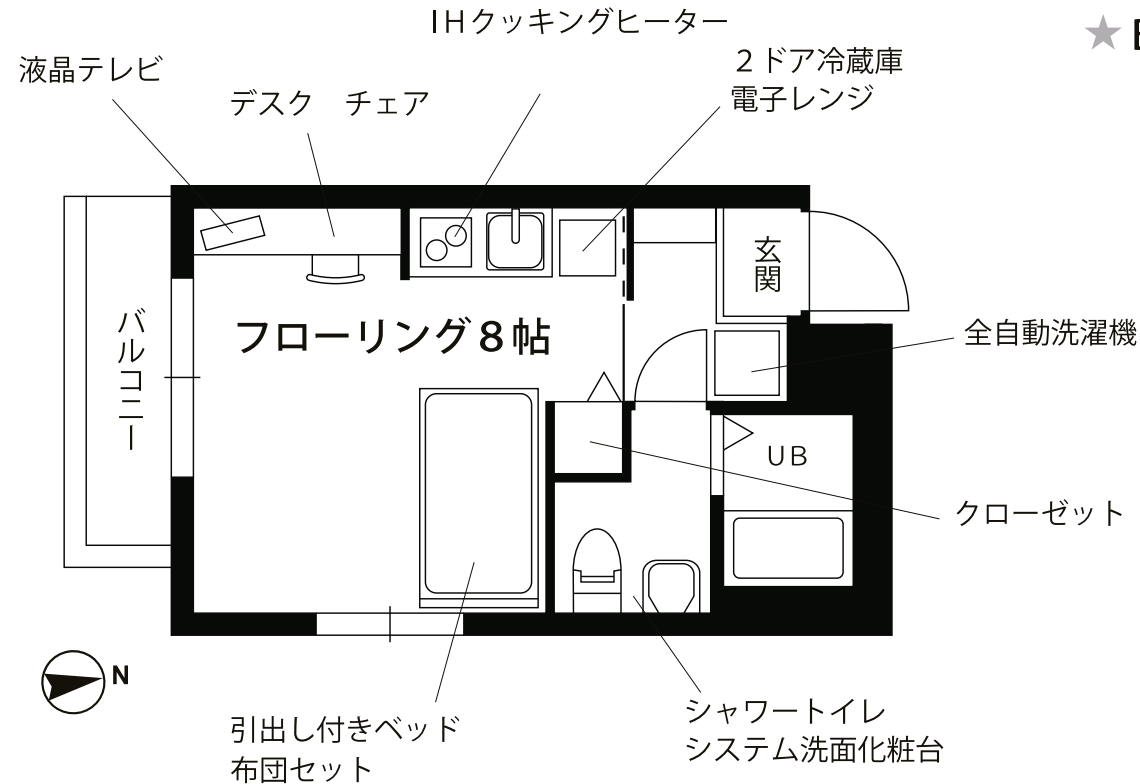 IHクッキングヒーター
★
液晶テレビ
デスク　チェア
２ドア冷蔵庫
電子レンジ
玄関
バルコニー
フローリング８帖
全自動洗濯機
UB
クローゼット
N
引出し付きベッド
布団セット
シャワートイレ
システム洗面化粧台